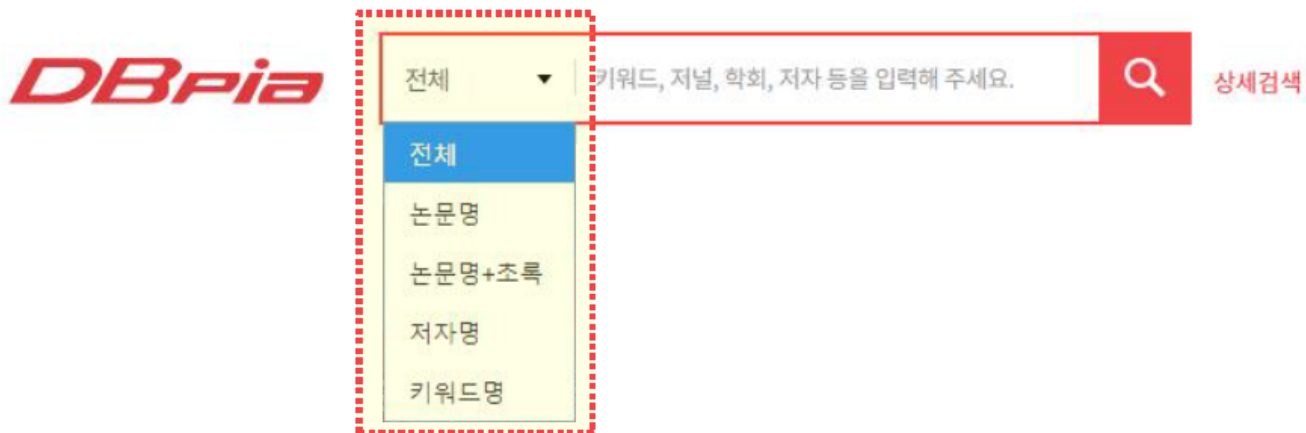 DBpia
전체 ▼ 키워드, 저널, 학회, 저자 등을 입력해 주세요. 상세검색
전체
논문명
논문명+초록
저자명
키워드명